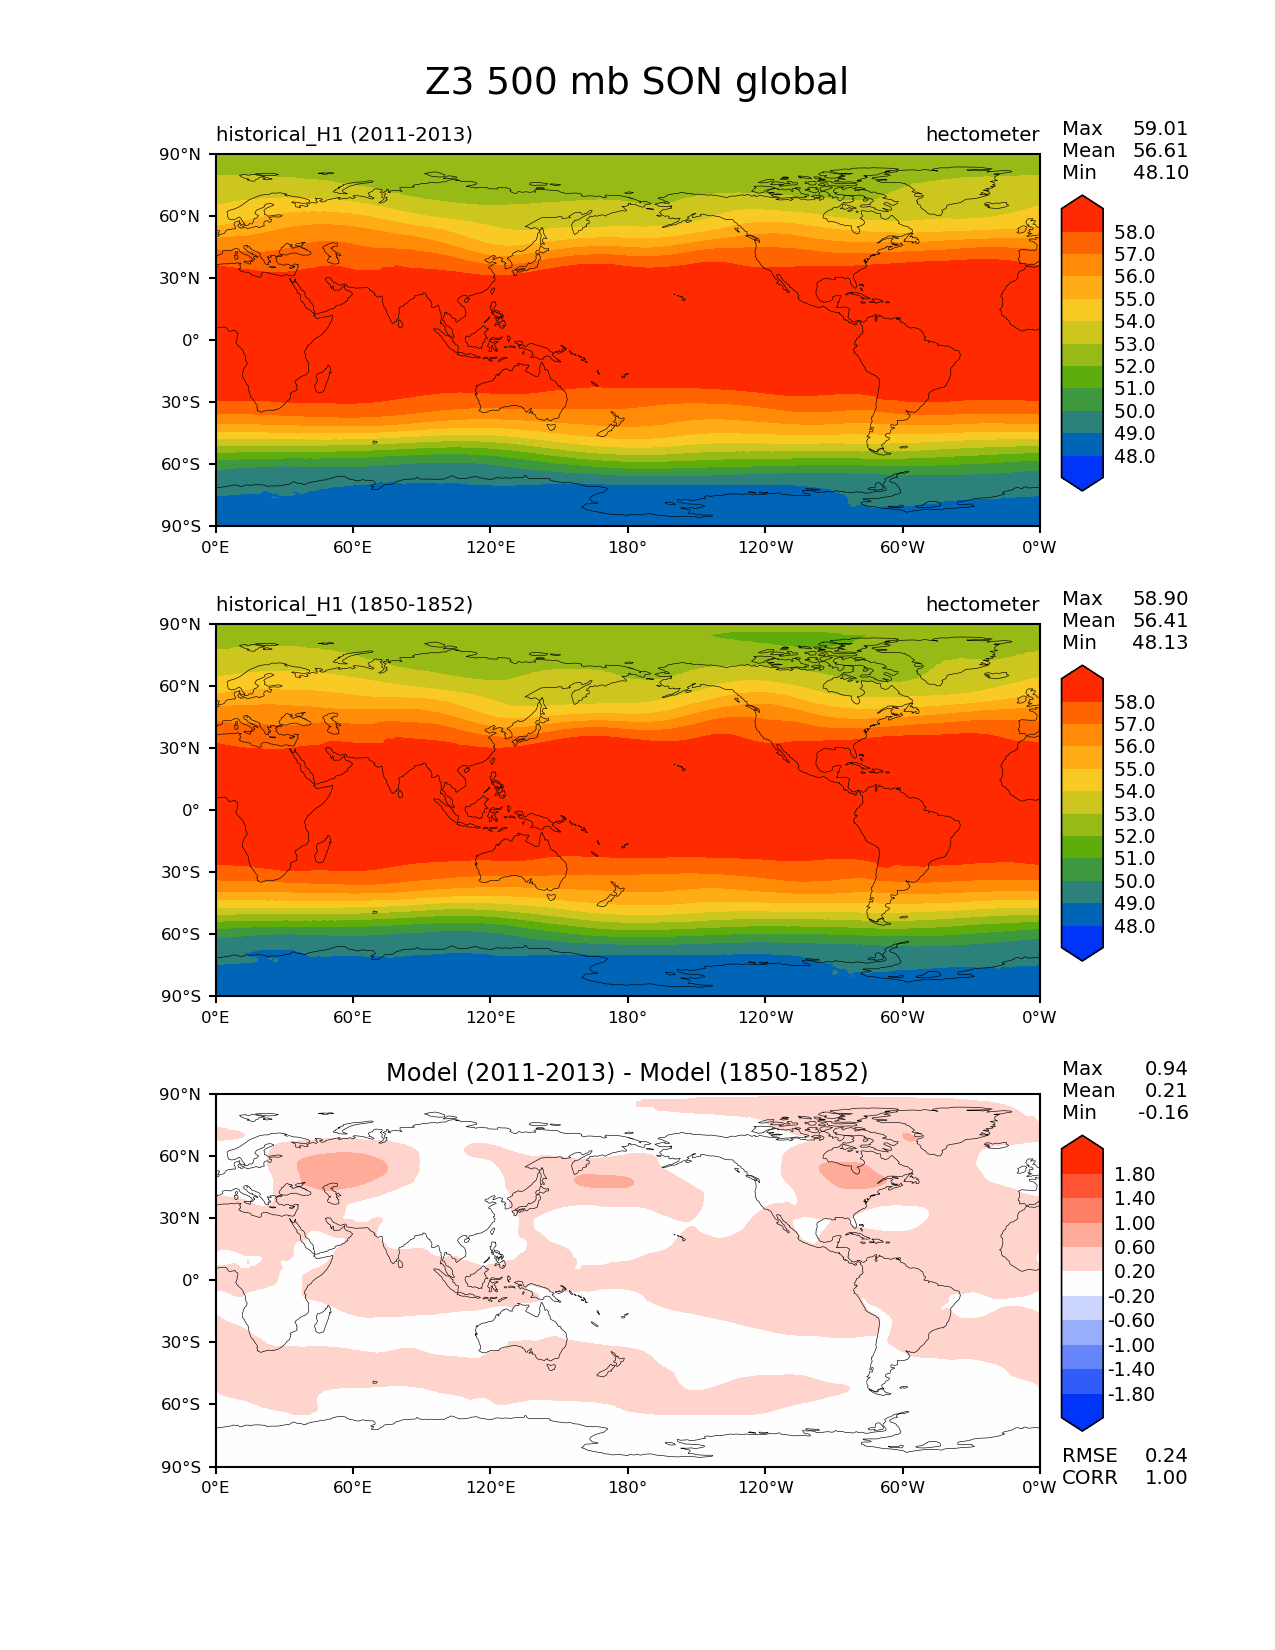 Z3 500 mb SON global
historical_H1 (2011-2013) hectometer
Max 59.01
Mean 56.61
Min 48.10
90°N
60°N
30°N
0°
30°S
60°S
90°S
0°E 60°E 120°E 180° 120°W 60°W 0°W
58.0
57.0
56.0
55.0
54.0
53.0
52.0
51.0
50.0
49.0
48.0
historical_H1 (1850-1852) hectometer
Max 58.90
Mean 56.41
Min 48.13
90°N
60°N
30°N
0°
30°S
60°S
90°S
0°E 60°E 120°E 180° 120°W 60°W 0°W
58.0
57.0
56.0
55.0
54.0
53.0
52.0
51.0
50.0
49.0
48.0
Model (2011-2013) - Model (1850-1852)
Max 0.94
Mean 0.21
Min -0.16
90°N
60°N
30°N
0°
30°S
60°S
90°S
0°E 60°E 120°E 180° 120°W 60°W 0°W
1.80
1.40
1.00
0.60
0.20
-0.20
-0.60
-1.00
-1.40
-1.80
RMSE 0.24
CORR 1.00